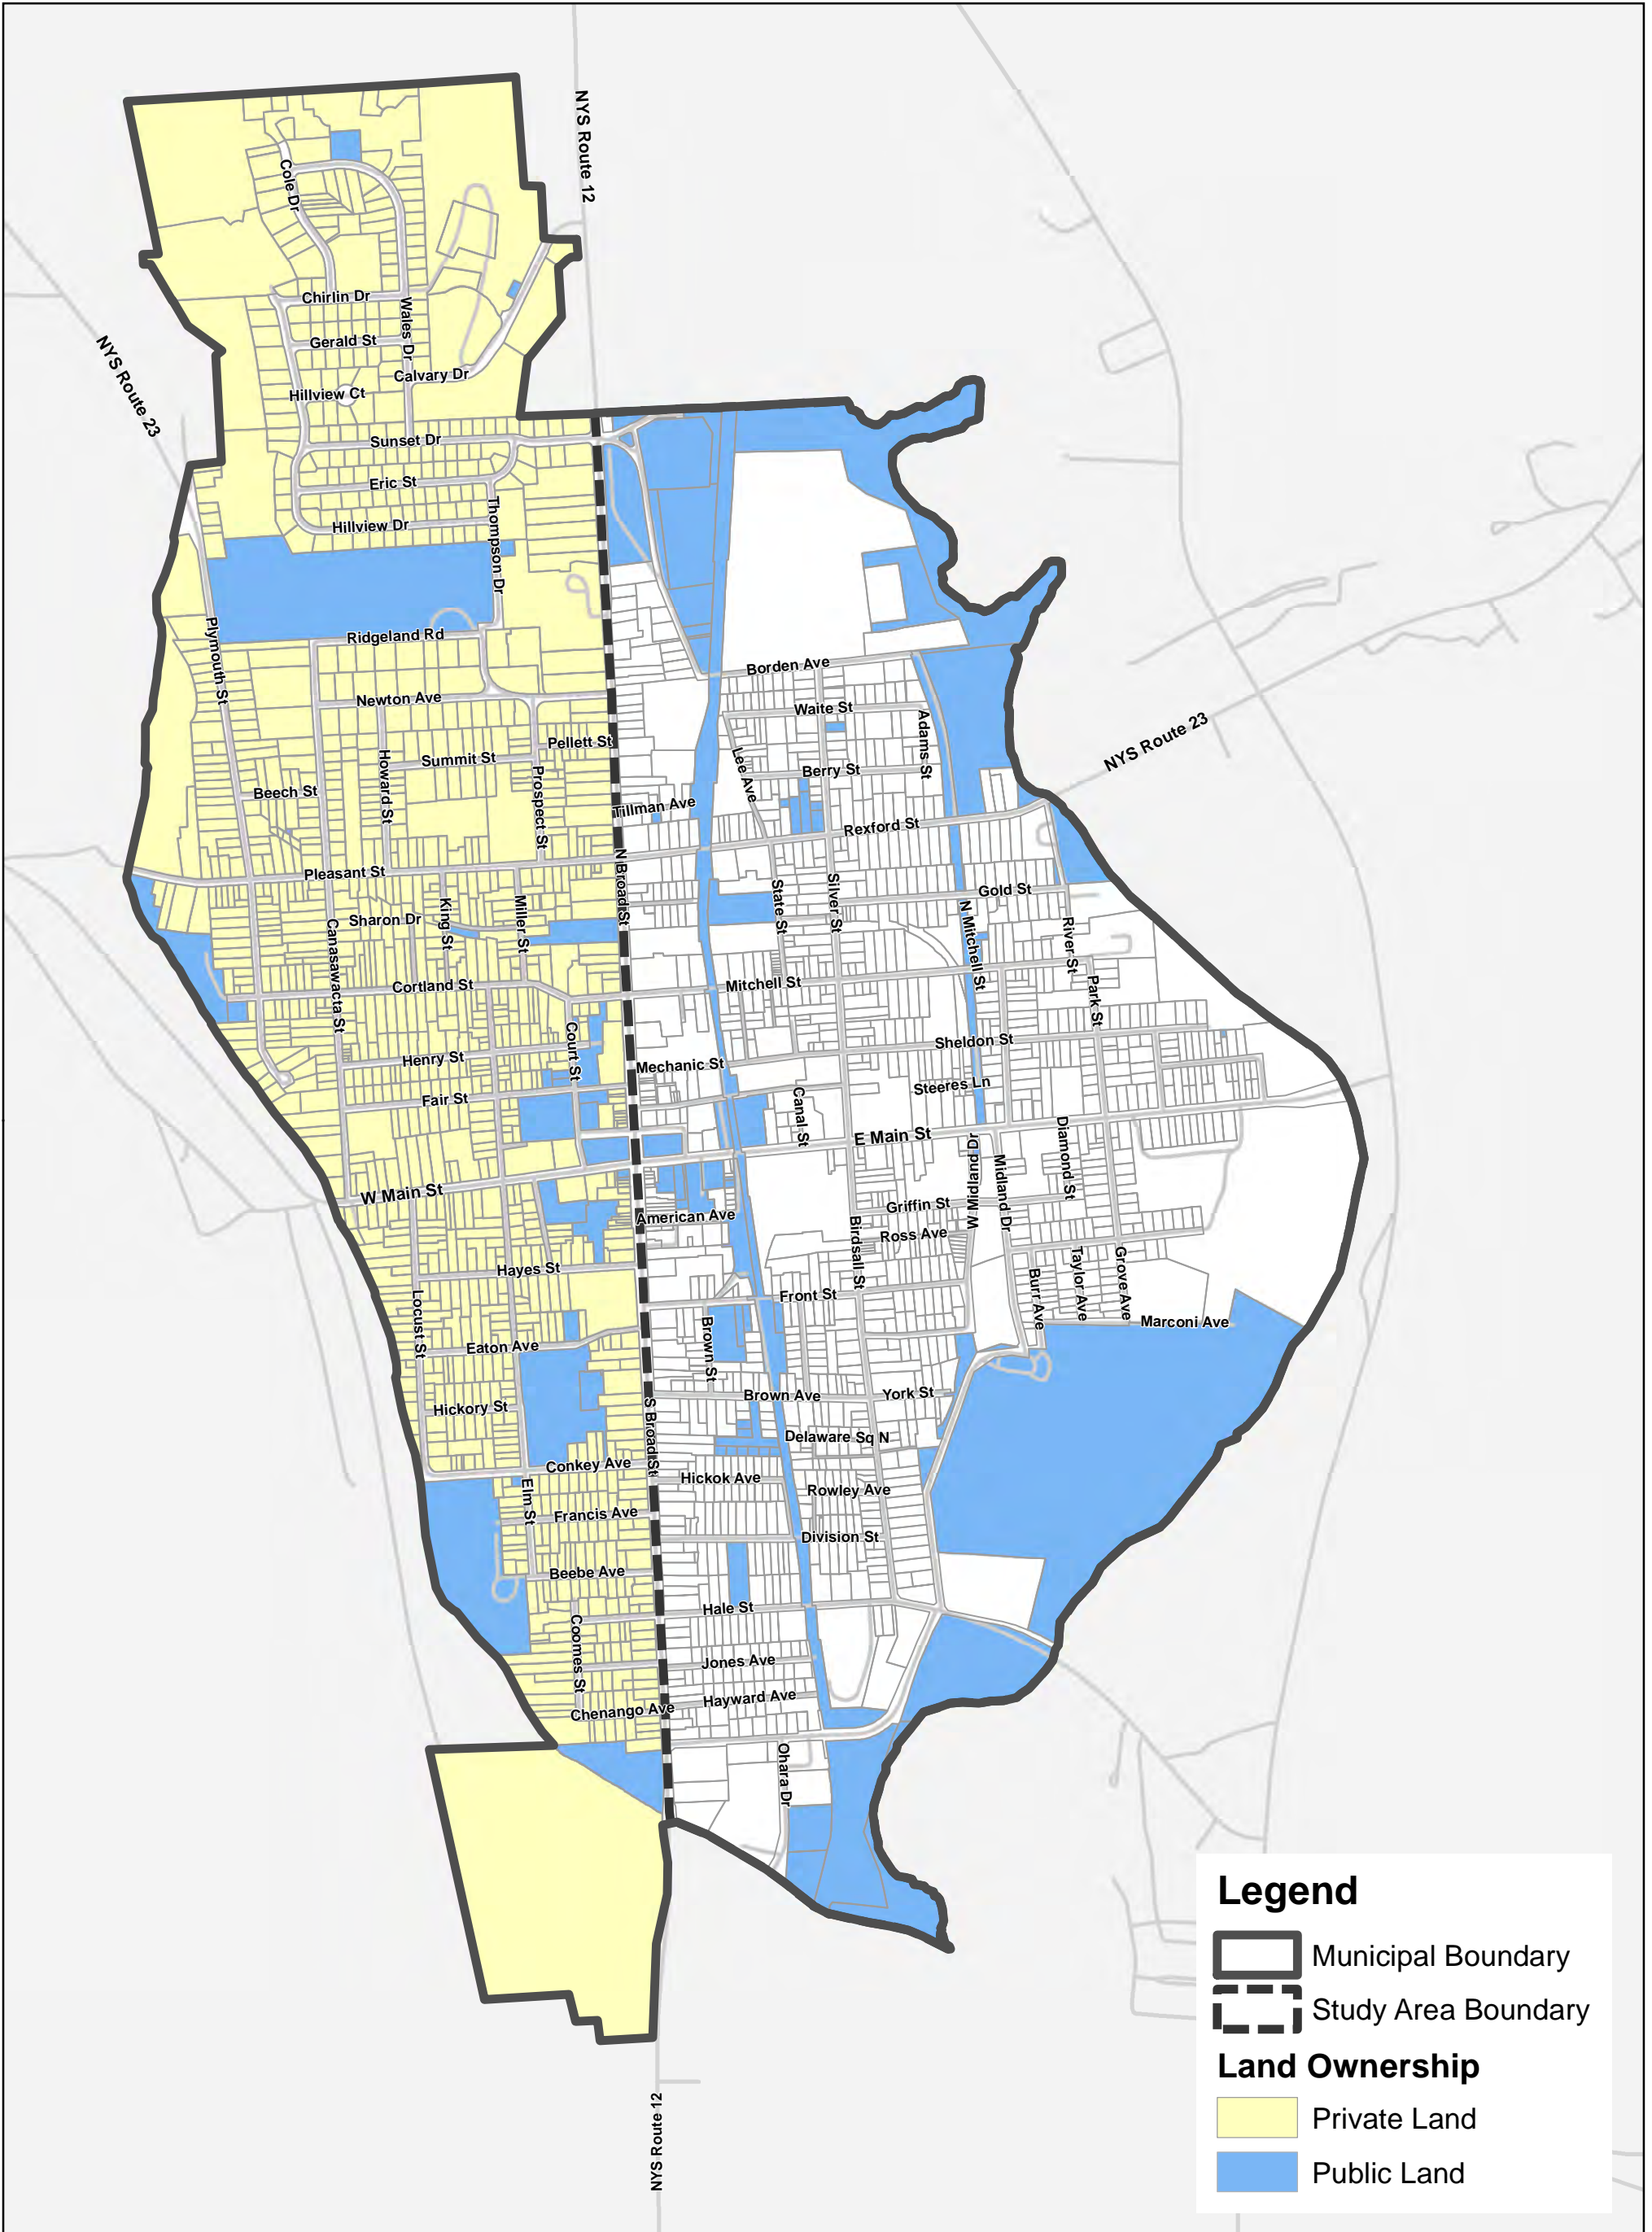 NYS Route 12
Cole Dr
NYS Route 23
Chirlin Dr
Wales Dr
Gerald St
Calvary Dr
Hillview Ct
Sunset Dr
Eric St
Thompson Dr
Hillview Dr
Plymouth St
Ridgeland Rd
Borden Ave
Newton Ave
Waite St
Adams St
NYS Route 23
Howard St
Summit St
Pellett St
Lee Ave
Berry St
Beech St
Prospect St
Tillman Ave
Rexford St
Pleasant St
N Broad St
Canasawacta St
Sharon Dr
King St
Miller St
State St
Silver St
Gold St
N Mitchell St
River St
Cortland St
Mitchell St
Park St
Court St
Henry St
Mechanic St
Sheldon St
Fair St
Canal St
Steeres Ln
E Main St
W Midland Dr
Midland Dr
Diamond St
W Main St
American Ave
Birdsall St
Griffin St
Ross Ave
Hayes St
Locust St
Front St
Burr Ave
Taylor Ave
Grove Ave
Marconi Ave
Eaton Ave
Brown St
Hickory St
S Broad St
Brown Ave
York St
Delaware Sq N
Conkey Ave
Elm St
Hickok Ave
Rowley Ave
Francis Ave
Division St
Beebe Ave
Coomes St
Hale St
Jones Ave
Chenango Ave
Hayward Ave
Ohara Dr
NYS Route 12
Legend
Municipal Boundary
Study Area Boundary
Land Ownership
Private Land
Public Land